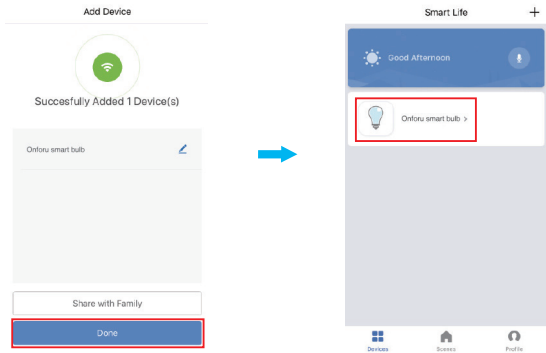 Add Device
Succesfully Added 1 Device(s)
Onforu smart bulb
Share with Family
Done
Smart Life
Good Afternoon
Onforu smart bulb >
Devices
Scenes
Profile